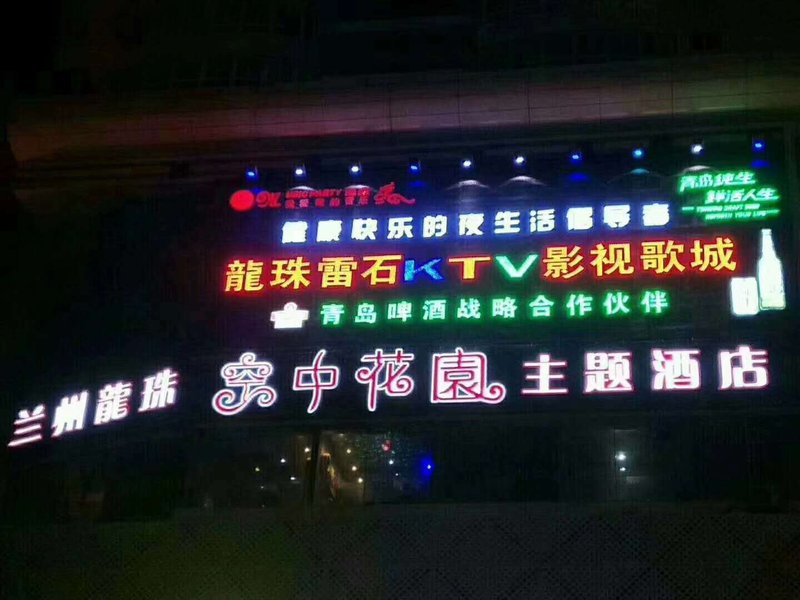 健康快乐的夜生活倡导者
龍珠雷石KTV影视歌城
青岛啤酒战略合作伙伴
青岛纯生
鲜活人生
兰州龍珠 空中花園 主题酒店